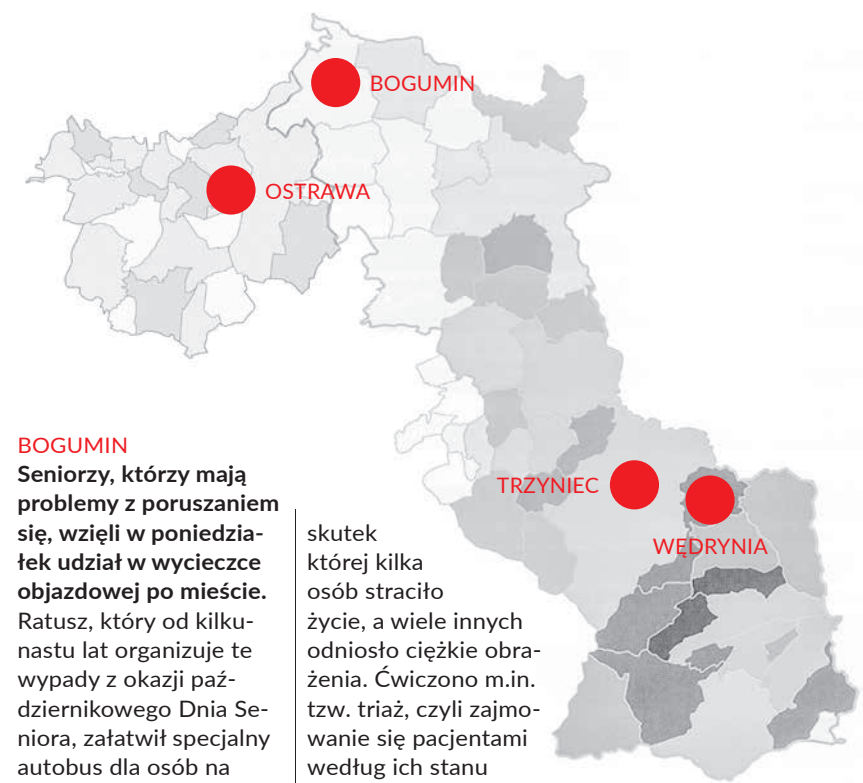 BOGUMIN
OSTRAWA
TRZYNIEC
WĘDRYNIA
BOGUMIN
Seniorzy, którzy mają
problemy z poruszaniem
się, wzięli w poniedzia-
łek udział w wycieczce
objazdowej po mieście.
Ratusz, który od kilku-
nastu lat organizuje te
wypady z okazji paź-
dziernikowego Dnia Se-
niora, załatwił specjalny
autobus dla osób na
skutek
której kilka
osób straciło
życie, a wiele innych
odniosło ciężkie obra-
żenia. Ćwiczono m.in.
tzw. triaż, czyli zajmo-
wanie się pacjentami
według ich stanu